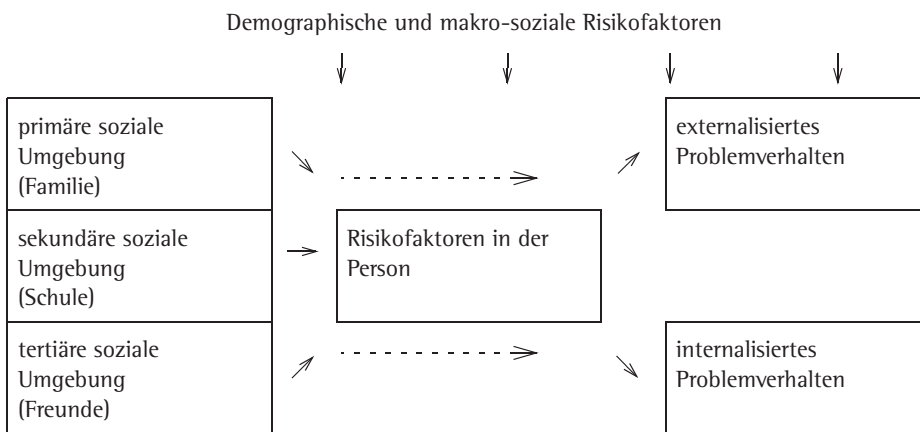 Demographische und makro-soziale Risikofaktoren
primäre soziale
Umgebung
(Familie)
sekundäre soziale
Umgebung
(Schule)
tertiäre soziale
Umgebung
(Freunde)
Risikofaktoren in der
Person
externalisiertes
Problemverhalten
internalisiertes
Problemverhalten